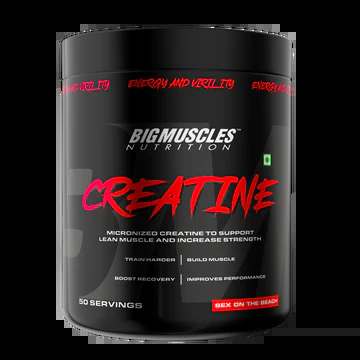 ENERGY AND VIRILITY
ENERGY AND VIRILITY
BIGMUSCLES™
NUTRITION
CREATINE
MICRONIZED CREATINE TO SUPPORT
LEAN MUSCLE AND INCREASE STRENGTH
TRAIN HARDER | BUILD MUSCLE
BOOST RECOVERY | IMPROVES PERFORMANCE
50 SERVINGS
SEX ON THE BEACH